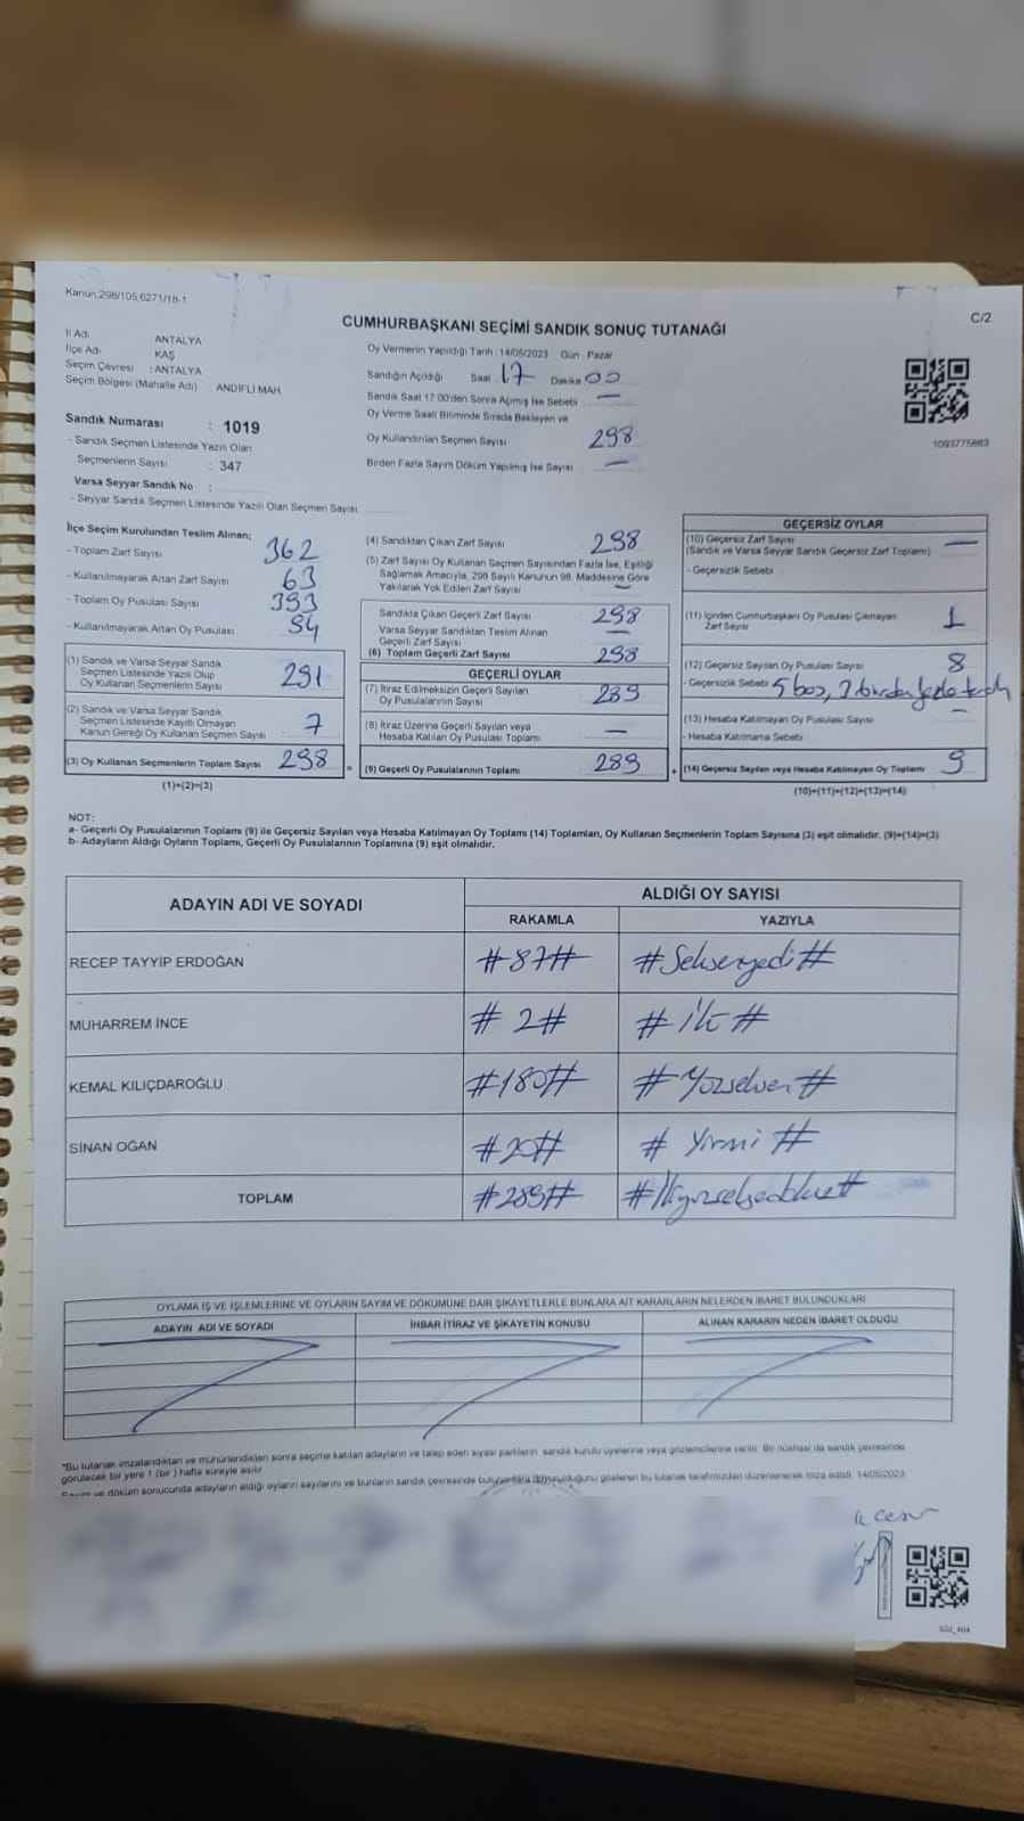 Kanun,298/105,6271/18-1
C/2
CUMHURBAŞKANI SEÇİMİ SANDIK SONUÇ TUTANAĞI
İl Adı ANTALYA
İlçe Adı KAŞ
Seçim Çevresi : ANTALYA
Seçim Bölgesi (Mahalle Adı) : ANDİFLİ MAH.
Oy Vermenin Yapıldığı Tarih : 14/05/2023 Gün : Pazar
Sandığın Açıldığı Saat 17 Dakika 00
Sandık Saat 17:00'den Sonra Açılmış İse Sebebi —
Oy Verme Saati Bitiminde Sırada Bekleyen ve
Oy Kullandırılan Seçmen Sayısı 298
Birden Fazla Sayım Döküm Yapılmış İse Sayısı —
Sandık Numarası : 1019
- Sandık Seçmen Listesinde Yazılı Olan
Seçmenlerin Sayısı : 347
Varsa Seyyar Sandık No :
- Seyyar Sandık Seçmen Listesinde Yazılı Olan Seçmen Sayısı
İlçe Seçim Kurulundan Teslim Alınan;
- Toplam Zarf Sayısı 362
- Kullanılmayarak Artan Zarf Sayısı 63
- Toplam Oy Pusulası Sayısı 393
- Kullanılmayarak Artan Oy Pusulası 94
(1) Sandık ve Varsa Seyyar Sandık
Seçmen Listesinde Yazılı Olup
Oy Kullanan Seçmenlerin Sayısı 291
(2) Sandık ve Varsa Seyyar Sandık
Seçmen Listesinde Kayıtlı Olmayan
Kanun Gereği Oy Kullanan Seçmen Sayısı 7
(3) Oy Kullanan Seçmenlerin Toplam Sayısı 298
(1)+(2)=(3)
(4) Sandıktan Çıkan Zarf Sayısı 298
(5) Zarf Sayısı Oy Kullanan Seçmen Sayısından Fazla İse, Eşitliği
Sağlamak Amacıyla, 298 Sayılı Kanunun 98. Maddesine Göre
Yakılarak Yok Edilen Zarf Sayısı —
Sandıkta Çıkan Geçerli Zarf Sayısı 298
Varsa Seyyar Sandıktan Teslim Alınan
Geçerli Zarf Sayısı —
(6) Toplam Geçerli Zarf Sayısı 298
GEÇERLİ OYLAR
(7) İtiraz Edilmeksizin Geçerli Sayılan
Oy Pusulalarının Sayısı 289
(8) İtiraz Üzerine Geçerli Sayılan veya
Hesaba Katılan Oy Pusulası Toplamı —
= (9) Geçerli Oy Pusulalarının Toplamı 289
GEÇERSİZ OYLAR
(10) Geçersiz Zarf Sayısı —
(Sandık ve Varsa Seyyar Sandık Geçersiz Zarf Toplamı)
- Geçersizlik Sebebi
(11) İçinden Cumhurbaşkanı Oy Pusulası Çıkmayan
Zarf Sayısı 1
(12) Geçersiz Sayılan Oy Pusulası Sayısı 8
- Geçersizlik Sebebi 5 boş, 3 birden fazla tercih
(13) Hesaba Katılmayan Oy Pusulası Sayısı —
- Hesaba Katılmama Sebebi
+ (14) Geçersiz Sayılan veya Hesaba Katılmayan Oy Toplamı 9
(10)+(11)+(12)+(13)=(14)
NOT:
a- Geçerli Oy Pusulalarının Toplamı (9) ile Geçersiz Sayılan veya Hesaba Katılmayan Oy Toplamı (14) Toplamları, Oy Kullanan Seçmenlerin Toplam Sayısına (3) eşit olmalıdır. (9)+(14)=(3)
b- Adayların Aldığı Oyların Toplamı, Geçerli Oy Pusulalarının Toplamına (9) eşit olmalıdır.
ADAYIN ADI VE SOYADI
ALDIĞI OY SAYISI
RAKAMLA YAZIYLA
RECEP TAYYİP ERDOĞAN #87# #Seksenyedi#
MUHARREM İNCE #2# #İki#
KEMAL KILIÇDAROĞLU #180# #Yüzseksen#
SİNAN OĞAN #20# #Yirmi#
TOPLAM #289# #İkiyüzseksendokuz#
OYLAMA İŞ VE İŞLEMLERİNE VE OYLARIN SAYIM VE DÖKÜMÜNE DAİR ŞİKAYETLERLE BUNLARA AİT KARARLARIN NELERDEN İBARET BULUNDUKLARI
ADAYIN ADI VE SOYADI İHBAR İTİRAZ VE ŞİKAYETİN KONUSU ALINAN KARARIN NEDEN İBARET OLDUĞU
*Bu tutanak imzalandıktan ve mühürlendikten sonra seçime katılan adayların ve talep eden siyasi partilerin, sandık kurulu üyelerine veya gözlemcilerine verilir. Bir nüshası da sandık çevresinde
görülecek bir yere 1 (bir) hafta süreyle asılır.
Sayım ve döküm sonucunda adayların aldığı oyların sayılarını ve bunların sandık çevresinde
bu tutanak tarafımızdan düzenlenerek imza edildi. 14/05/2023